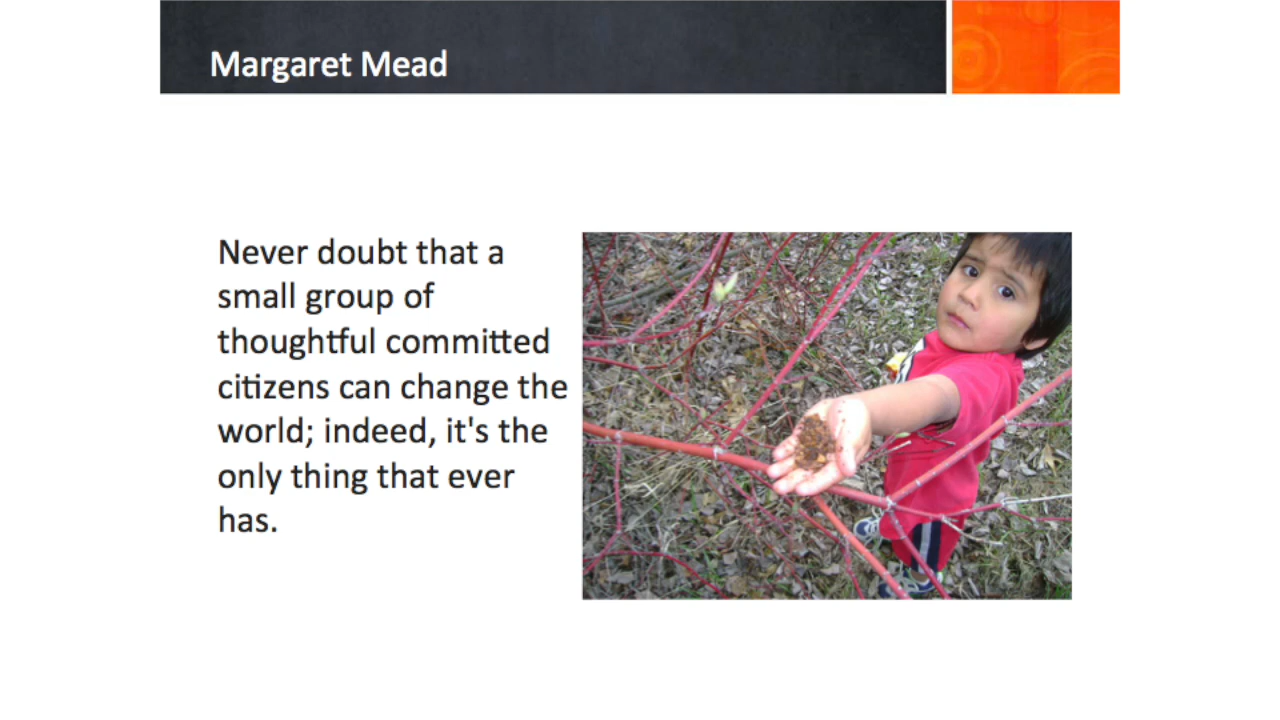 Margaret Mead
Never doubt that a
small group of
thoughtful committed
citizens can change the
world; indeed, it's the
only thing that ever
has.